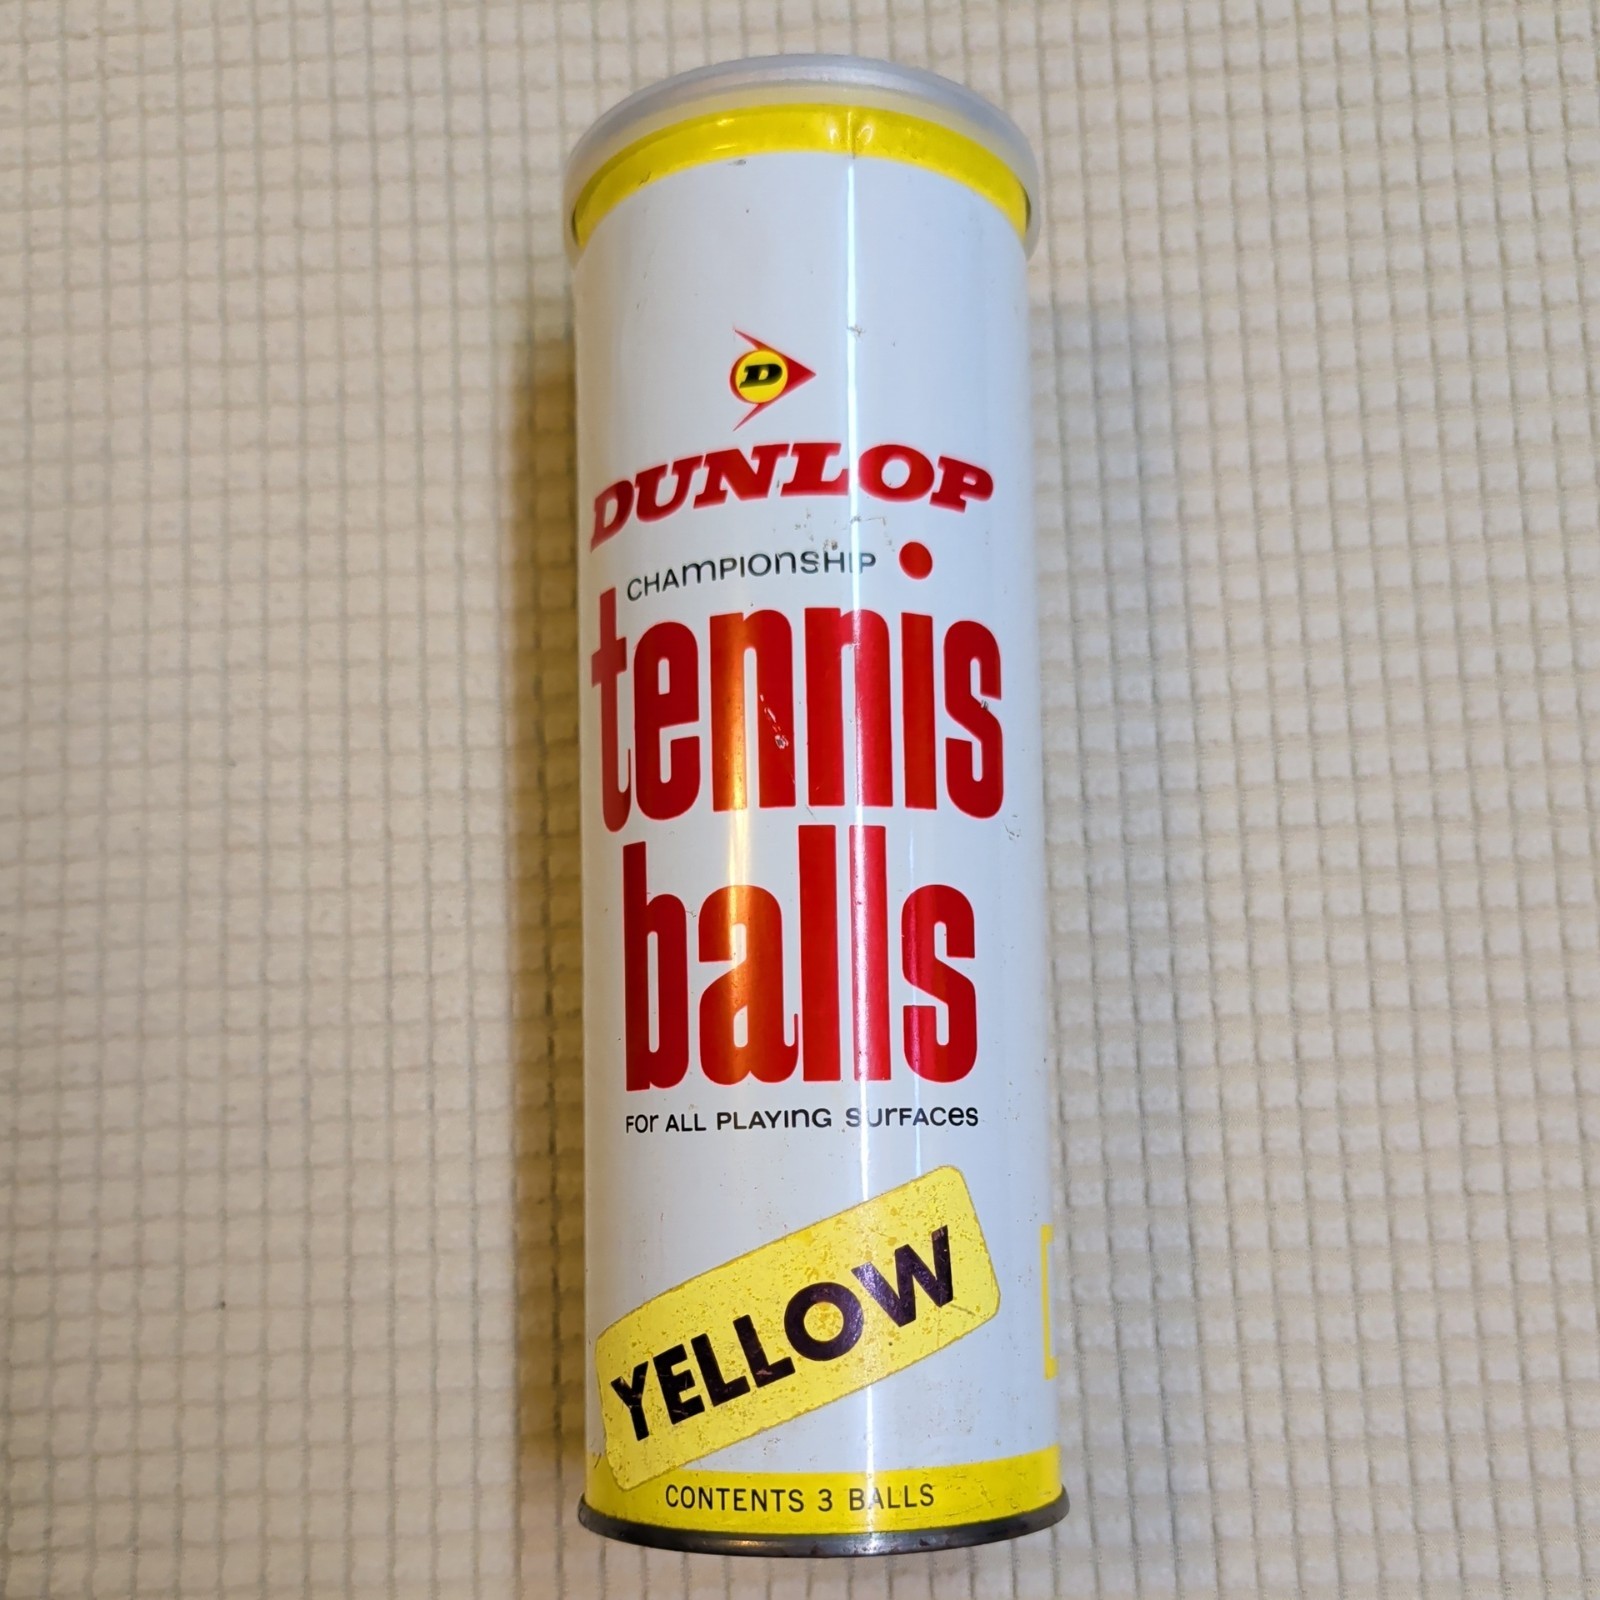 D
DUNLOP
CHAMPIONSHIP
tennis
balls
FOR ALL PLAYING SURFACES
YELLOW
CONTENTS 3 BALLS